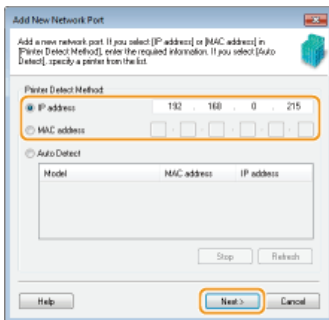 Add New Network Port
Add a new network port. If you select [IP address] or [MAC address] in
[Printer Detect Method], enter the required information. If you select [Auto
Detect], specify a printer from the list.
Printer Detect Method:
IP address 192 . 168 . 0 . 215
MAC address
Auto Detect
Model MAC address IP address
Stop Refresh
Help Next > Cancel